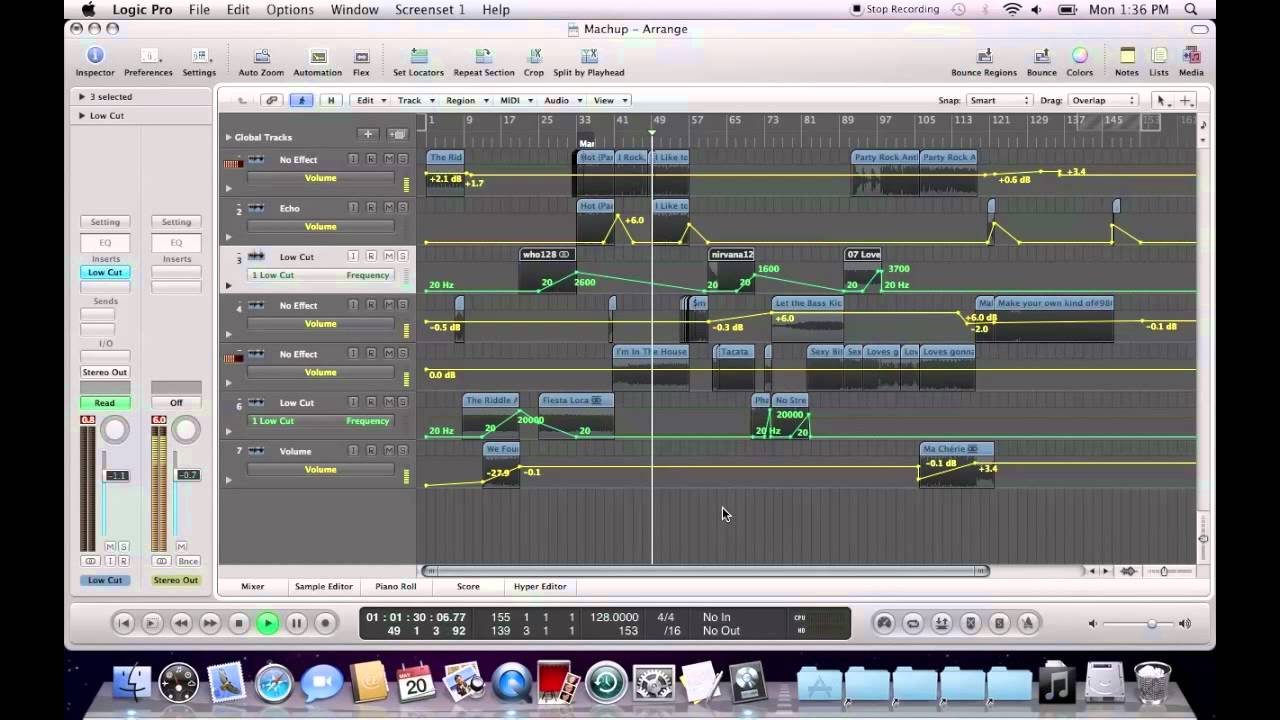 Logic Pro File Edit Options Window Screenset 1 Help Stop Recording Mon 1:36 PM
Machup - Arrange
Inspector Preferences Settings Auto Zoom Automation Flex Set Locators Repeat Section Crop Split by Playhead Bounce Regions Bounce Colors Notes Lists Media
3 selected
Low Cut
Edit Track Region MIDI Audio View Snap: Smart Drag: Overlap
1 9 17 25 33 41 49 57 65 73 81 89 97 105 113 121 129 137 145 153 161
Global Tracks
Mar
No Effect I R M S
Volume
The Rid Hot (Par I Rock, I Like to Party Rock Ant Party Rock A
+2.1 dB +1.7 +0.6 dB +3.4
2 Echo I R M S
Volume
Hot (Par I Like to
+6.0
3 Low Cut I R M S
1 Low Cut Frequency
who128 nirvana12 07 Love
20 Hz 20 2600 20 20 1600 20 3700 20 Hz
4 No Effect I R M S
Volume
Let the Bass Kic Make your own kind of#98
-0.5 dB -0.3 dB +6.0 +6.0 dB -2.0 -0.1 dB
No Effect I R M S
Volume
I'm In The House Tacata Sexy Bi Sex Loves g Lov Loves gonna
0.0 dB
6 Low Cut I R M S
1 Low Cut Frequency
The Riddle A Fiesta Loca Pha No Stre
20 Hz 20 20000 20 20 Hz 20000 20
7 Volume I R M S
Volume
We Foun Ma Chérie
-27.9 -0.1 -0.1 dB +3.4
Setting Setting
EQ EQ
Inserts Inserts
Low Cut
Sends
I/O
Stereo Out
Read Off
0.8 6.0
-1.1 -0.7
M S M
I R Bnce
Low Cut Stereo Out
Mixer Sample Editor Piano Roll Score Hyper Editor
01 : 01 : 30 : 06.77 155 1 1 1 128.0000 4/4 No In CPU
49 1 3 92 139 3 1 1 153 /16 No Out HD
MAY
20